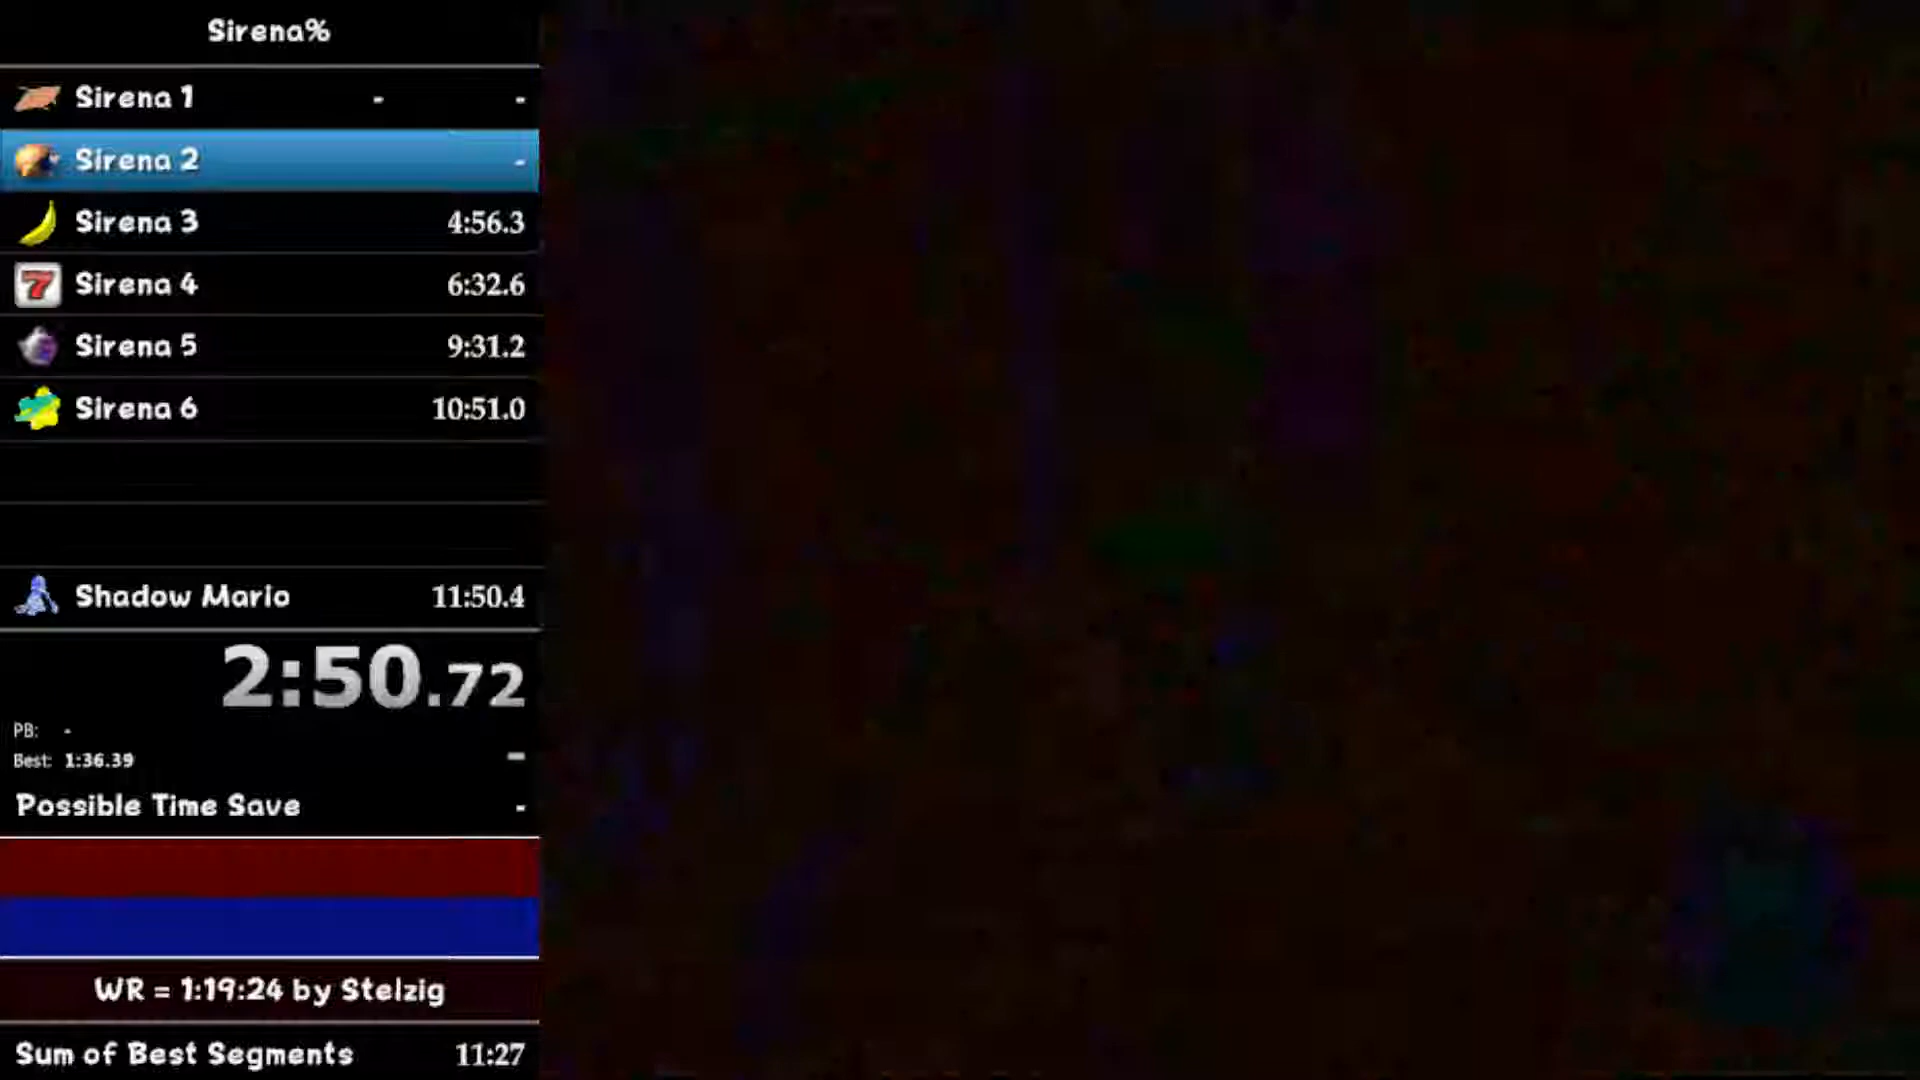 Sirena%
Sirena 1 - -
Sirena 2 -
Sirena 3 4:56.3
7 Sirena 4 6:32.6
Sirena 5 9:31.2
Sirena 6 10:51.0
Shadow Mario 11:50.4
2:50.72
PB: -
Best: 1:36.39 -
Possible Time Save -
WR = 1:19:24 by Stelzig
Sum of Best Segments 11:27